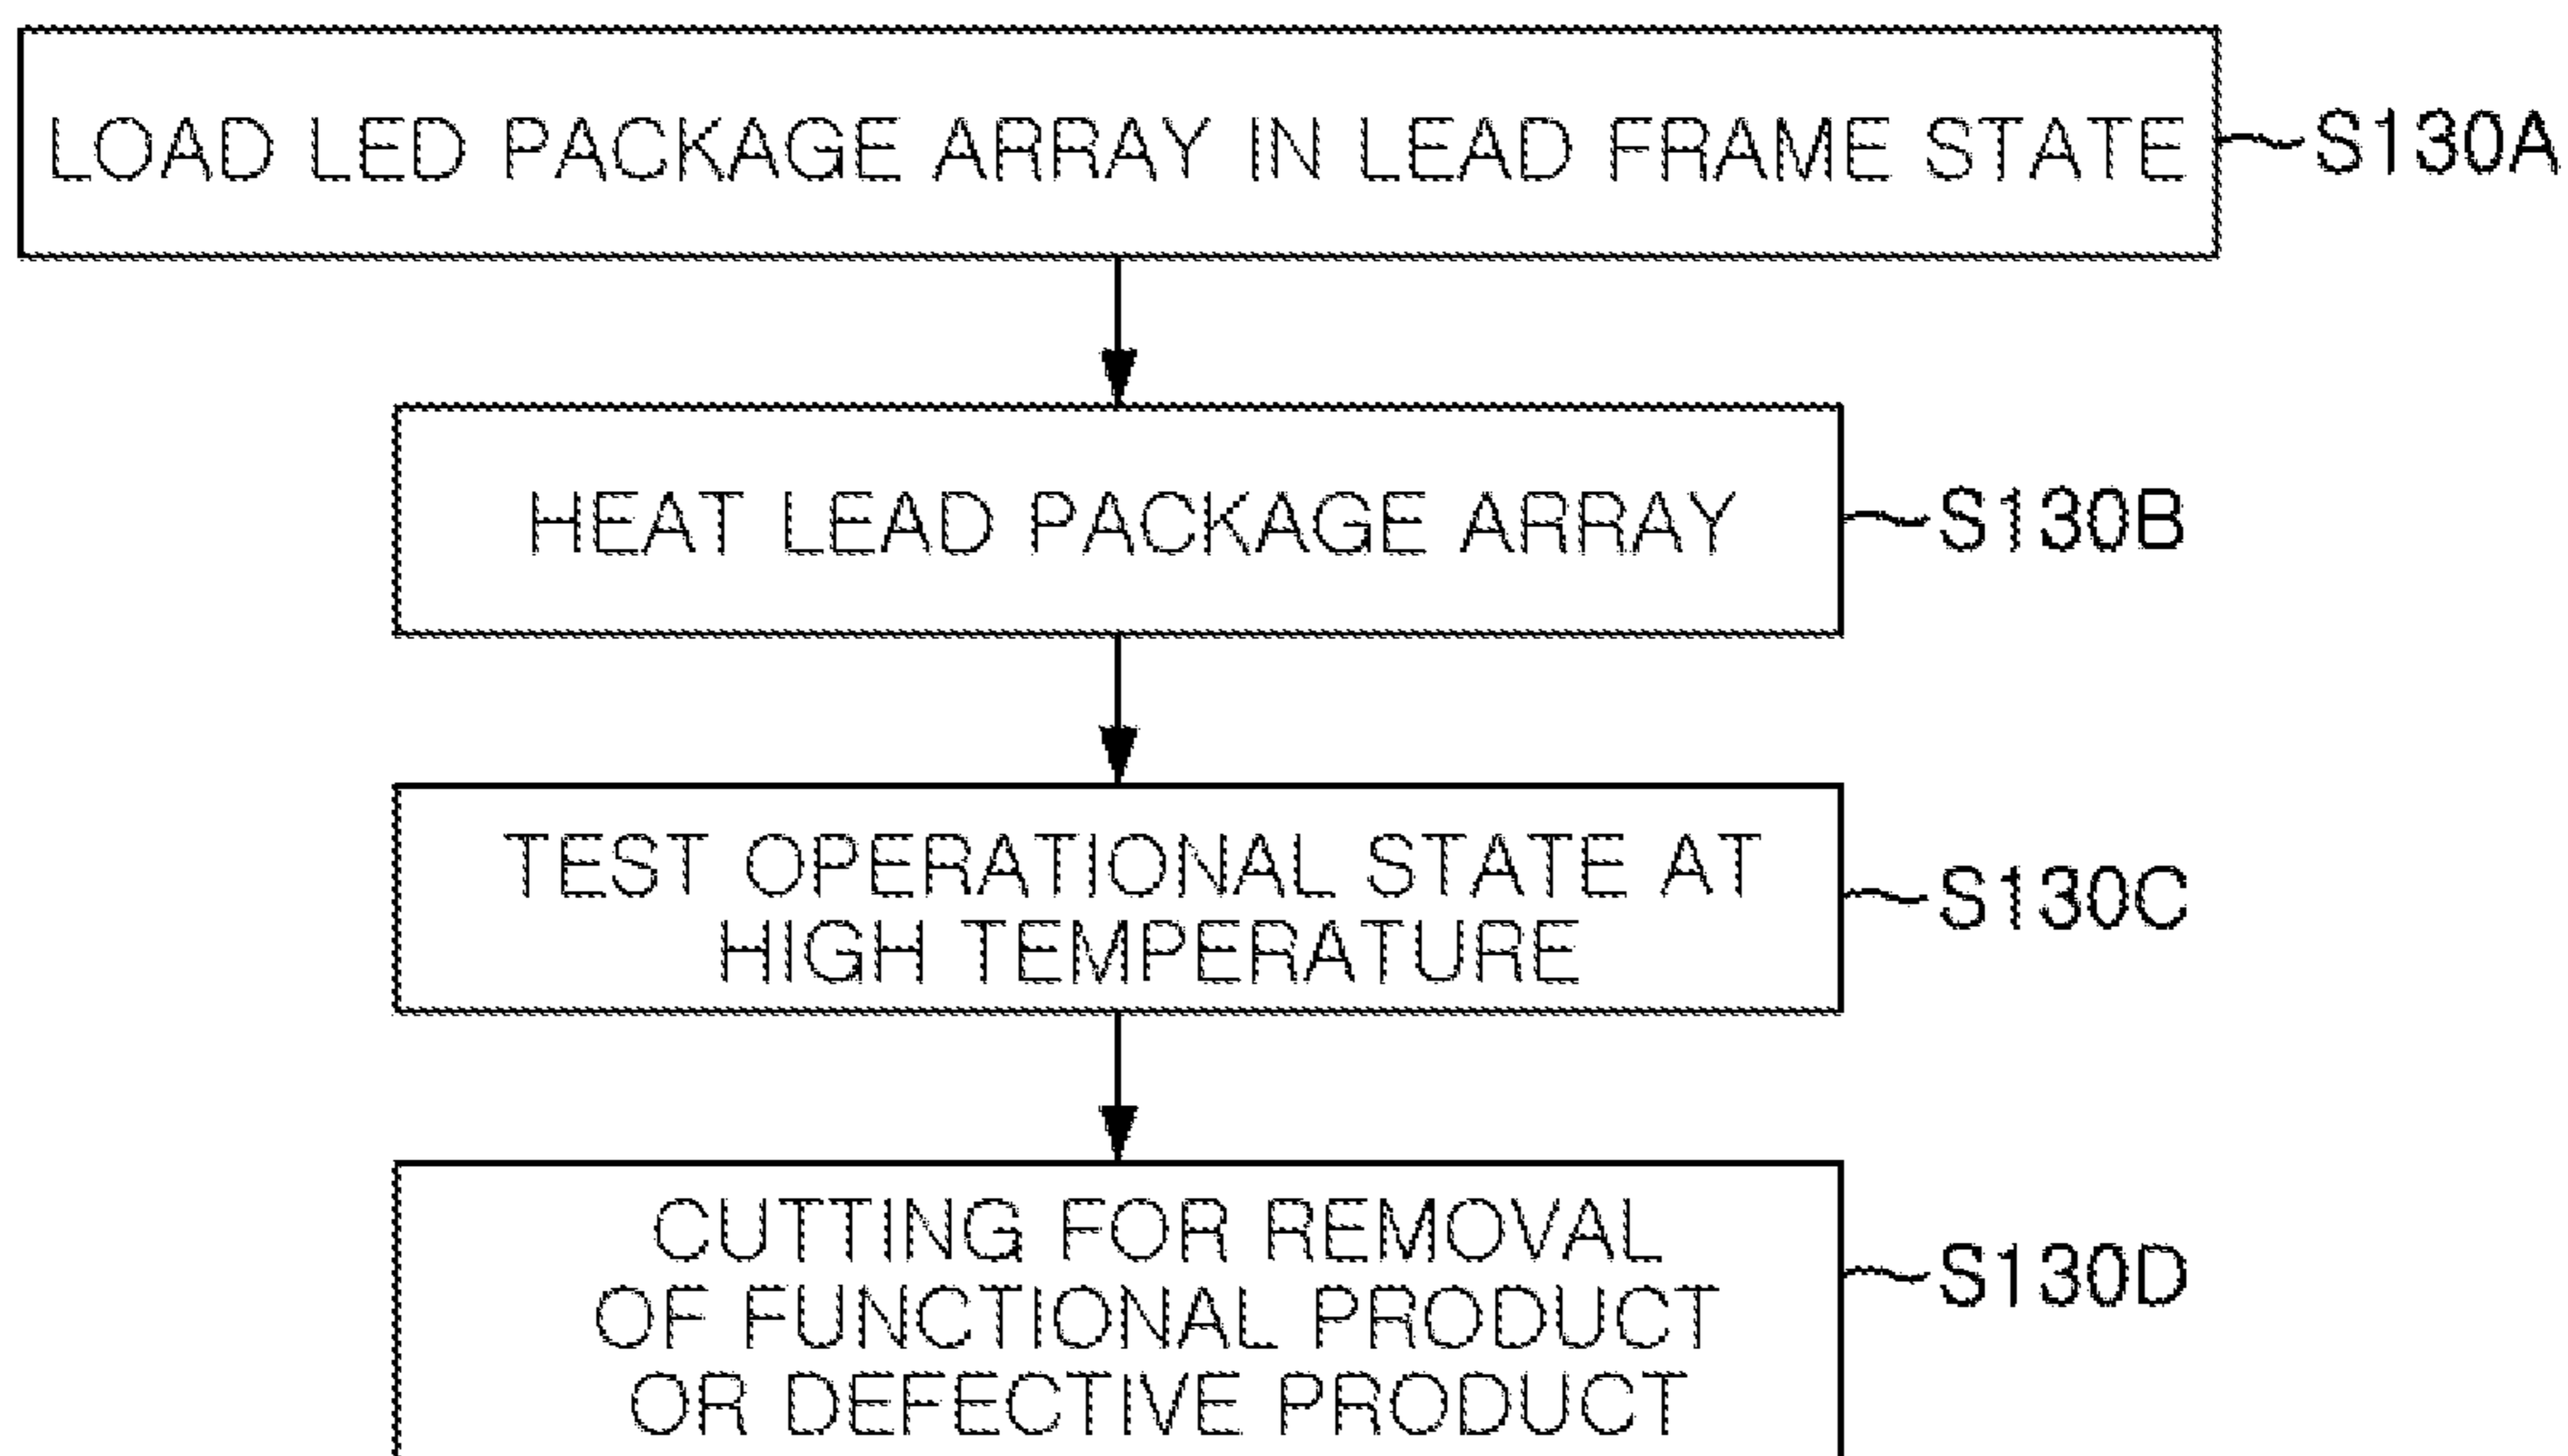 LOAD LED PACKAGE ARRAY IN LEAD FRAME STATE
S130A
HEAT LEAD PACKAGE ARRAY
S130B
TEST OPERATIONAL STATE AT
HIGH TEMPERATURE
S130C
CUTTING FOR REMOVAL
OF FUNCTIONAL PRODUCT
OR DEFECTIVE PRODUCT
S130D